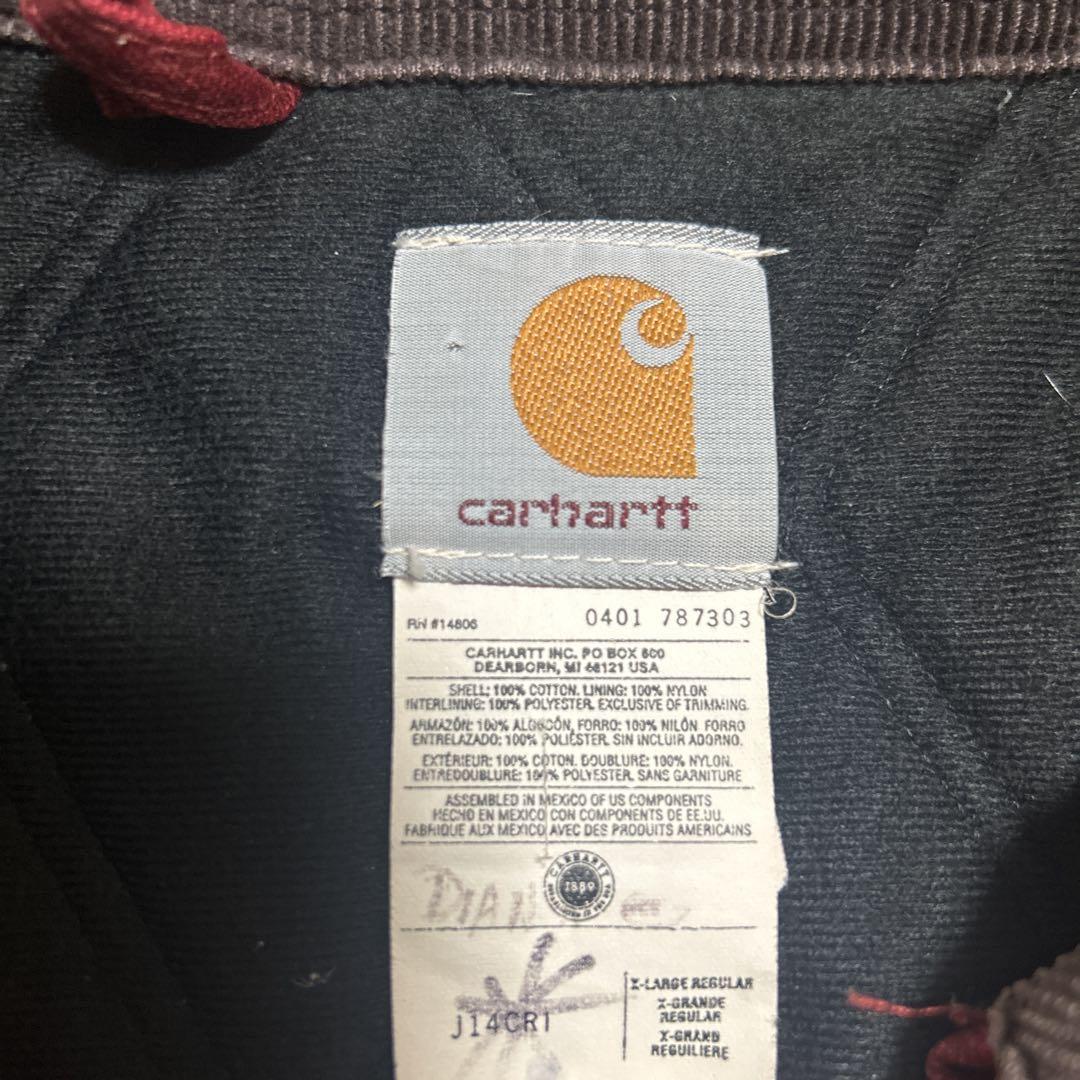 carhartt
RN #14806 0401 787303
CARHARTT INC. PO BOX 600
DEARBORN, MI 48121 USA
SHELL: 100% COTTON. LINING: 100% NYLON
INTERLINING: 100% POLYESTER. EXCLUSIVE OF TRIMMING.
ARMAZÓN: 100% ALGODÓN, FORRO: 100% NILÓN FORRO
ENTRELAZADO: 100% POLIÉSTER. SIN INCLUIR ADORNO.
EXTÉRIEUR: 100% COTON. DOUBLURE: 100% NYLON.
ENTREDOUBLURE: 100% POLYESTER. SANS GARNITURE
ASSEMBLED IN MEXICO OF US COMPONENTS
HECHO EN MEXICO CON COMPONENTS DE EE.UU.
FABRIQUE AUX MEXICO AVEC DES PRODUITS AMERICAINS
CARHARTT
1889
J14CRI
X-LARGE REGULAR
X-GRANDE
REGULAR
X-GRAND
REGUILIERE